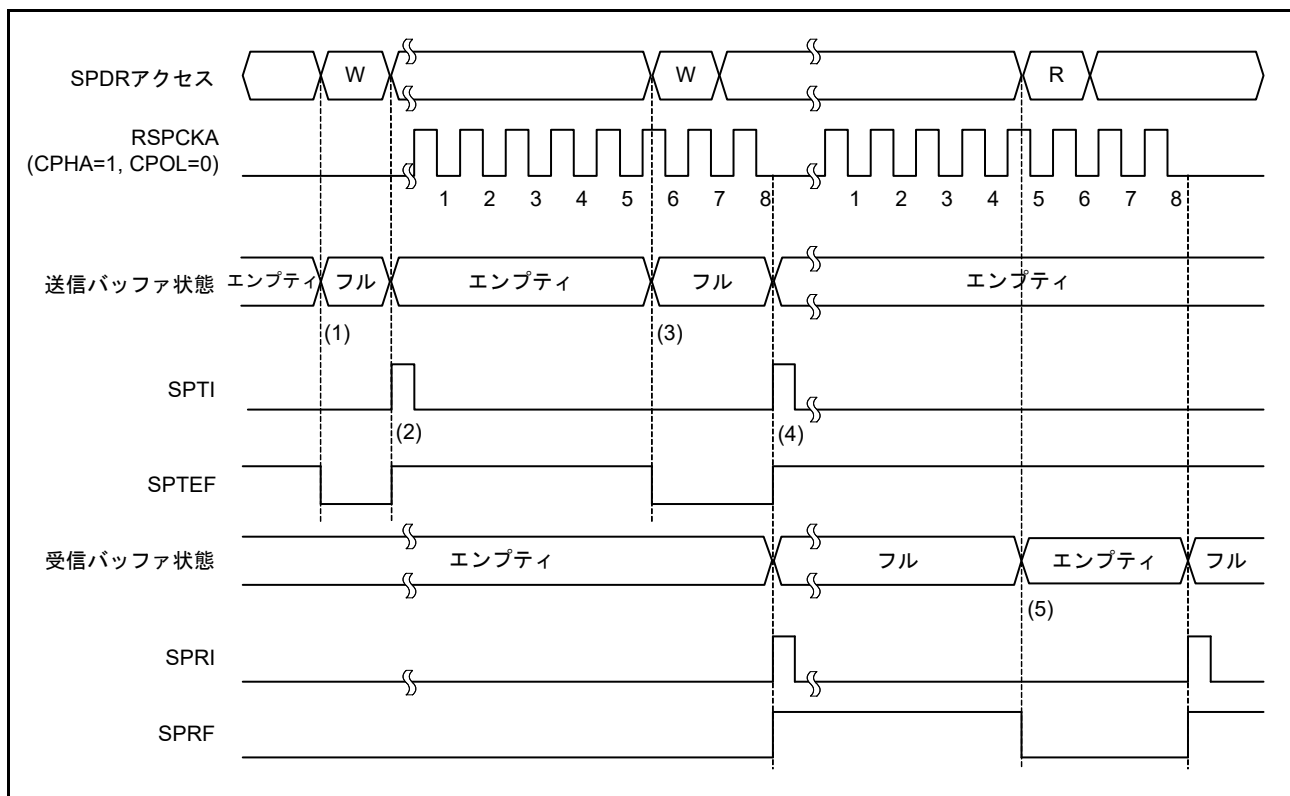 SPDRアクセス
W
W
R
RSPCKA
(CPHA=1, CPOL=0)
1 2 3 4 5 6 7 8 1 2 3 4 5 6 7 8
送信バッファ状態
エンプティ フル エンプティ フル エンプティ
(1)
(3)
SPTI
(2)
(4)
SPTEF
受信バッファ状態
エンプティ フル エンプティ フル
(5)
SPRI
SPRF